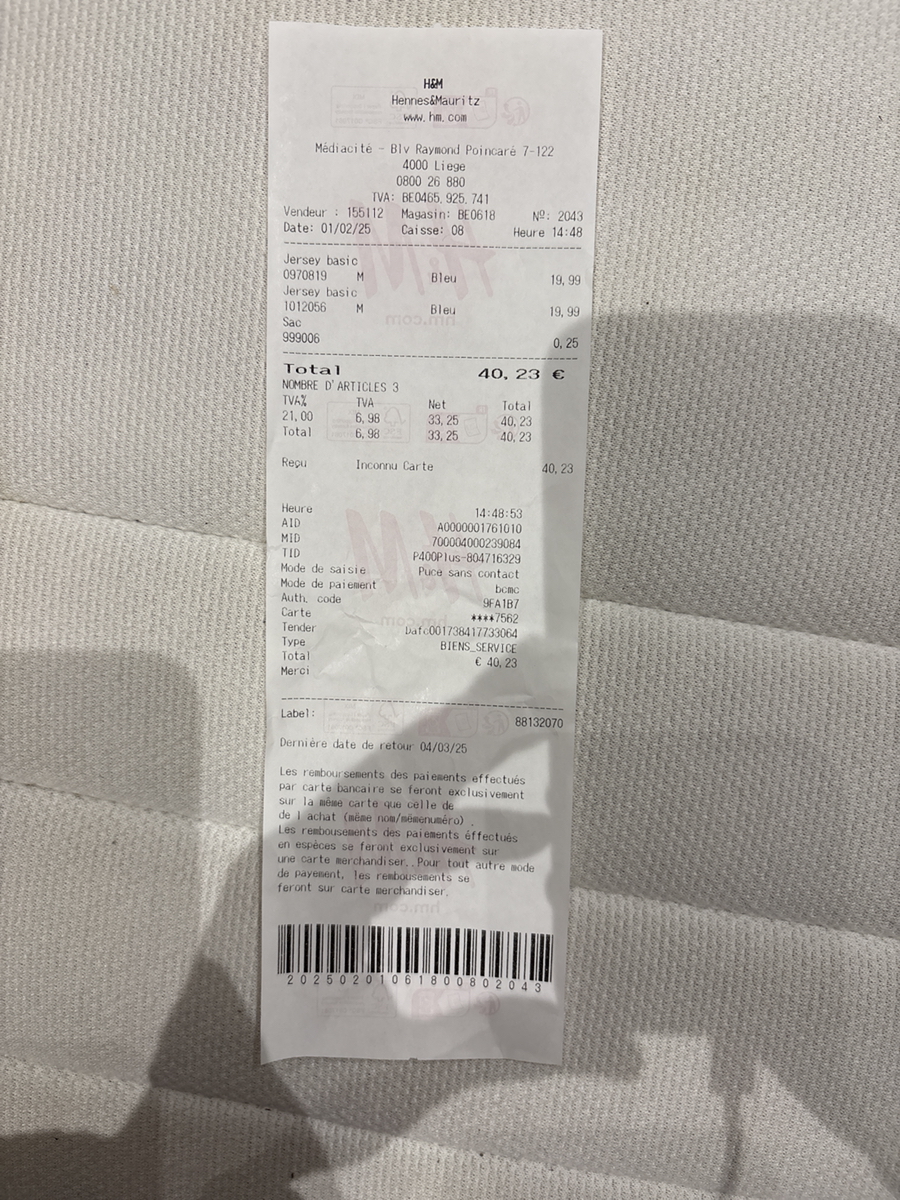 H&M
Hennes&Mauritz
www.hm.com
Médiacité - Blv Raymond Poincaré 7-122
4000 Liege
0800 26 880
TVA: BE0465.925.741
Vendeur : 155112 Magasin: BE0618 Nº: 2043
Date: 01/02/25 Caisse: 08 Heure 14:48
Jersey basic
0970819 M Bleu 19,99
Jersey basic
1012056 M Bleu 19,99
Sac
999006 0,25
Total 40,23 €
NOMBRE D'ARTICLES 3
TVA% TVA Net Total
21,00 6,98 33,25 40,23
Total 6,98 33,25 40,23
Reçu Inconnu Carte 40,23
Heure 14:48:53
AID A0000001761010
MID 700004000239084
TID P400Plus-804716329
Mode de saisie Puce sans contact
Mode de paiement bcmc
Auth. code 9FA1B7
Carte ****7562
Tender 001738417733064
Type BIENS_SERVICE
Total € 40,23
Merci
Label: 88132070
Dernière date de retour 04/03/25
Les remboursements des paiements effectués
par carte bancaire se feront exclusivement
sur la même carte que celle de
de l achat (même nom/mêmenuméro) .
Les rembousements des paiements éffectués
en espèces se feront exclusivement sur
une carte merchandiser..Pour tout autre mode
de payement, les rembousements se
feront sur carte merchandiser.
2025020106180080 2043